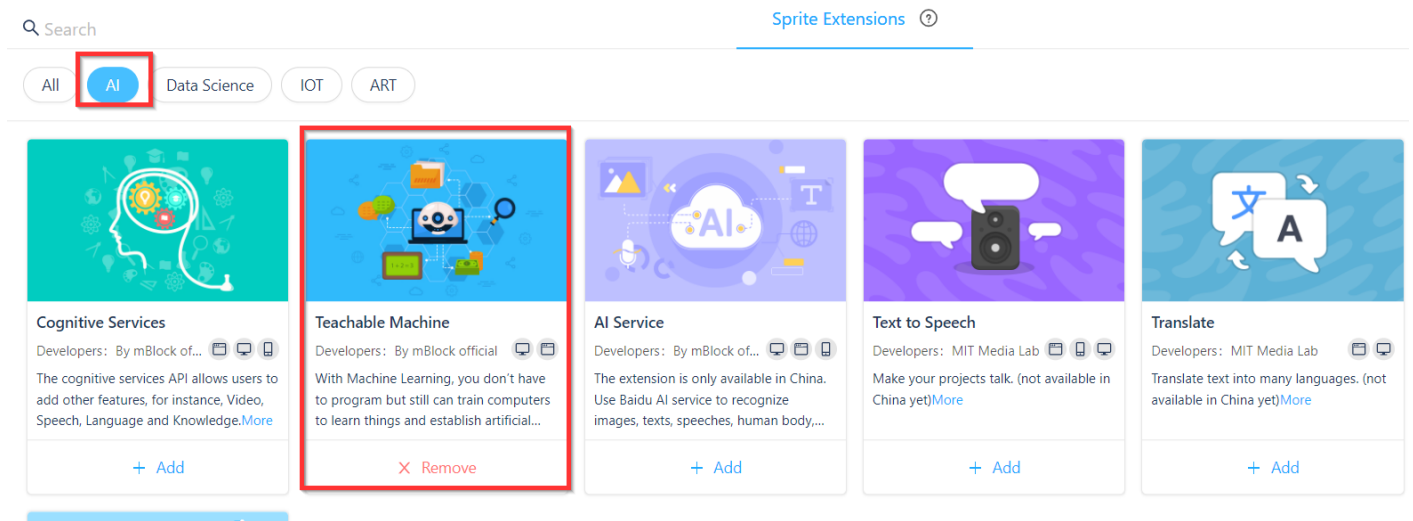 Search
Sprite Extensions ?
All AI Data Science IOT ART
AI
T
1+2=3
文
A
Cognitive Services
Developers: By mBlock of...
The cognitive services API allows users to
add other features, for instance, Video,
Speech, Language and Knowledge.More
+ Add
Teachable Machine
Developers: By mBlock official
With Machine Learning, you don't have
to program but still can train computers
to learn things and establish artificial...
× Remove
AI Service
Developers: By mBlock of...
The extension is only available in China.
Use Baidu AI service to recognize
images, texts, speeches, human body,...
+ Add
Text to Speech
Developers: MIT Media Lab
Make your projects talk. (not available in
China yet)More
+ Add
Translate
Developers: MIT Media Lab
Translate text into many languages. (not
available in China yet)More
+ Add